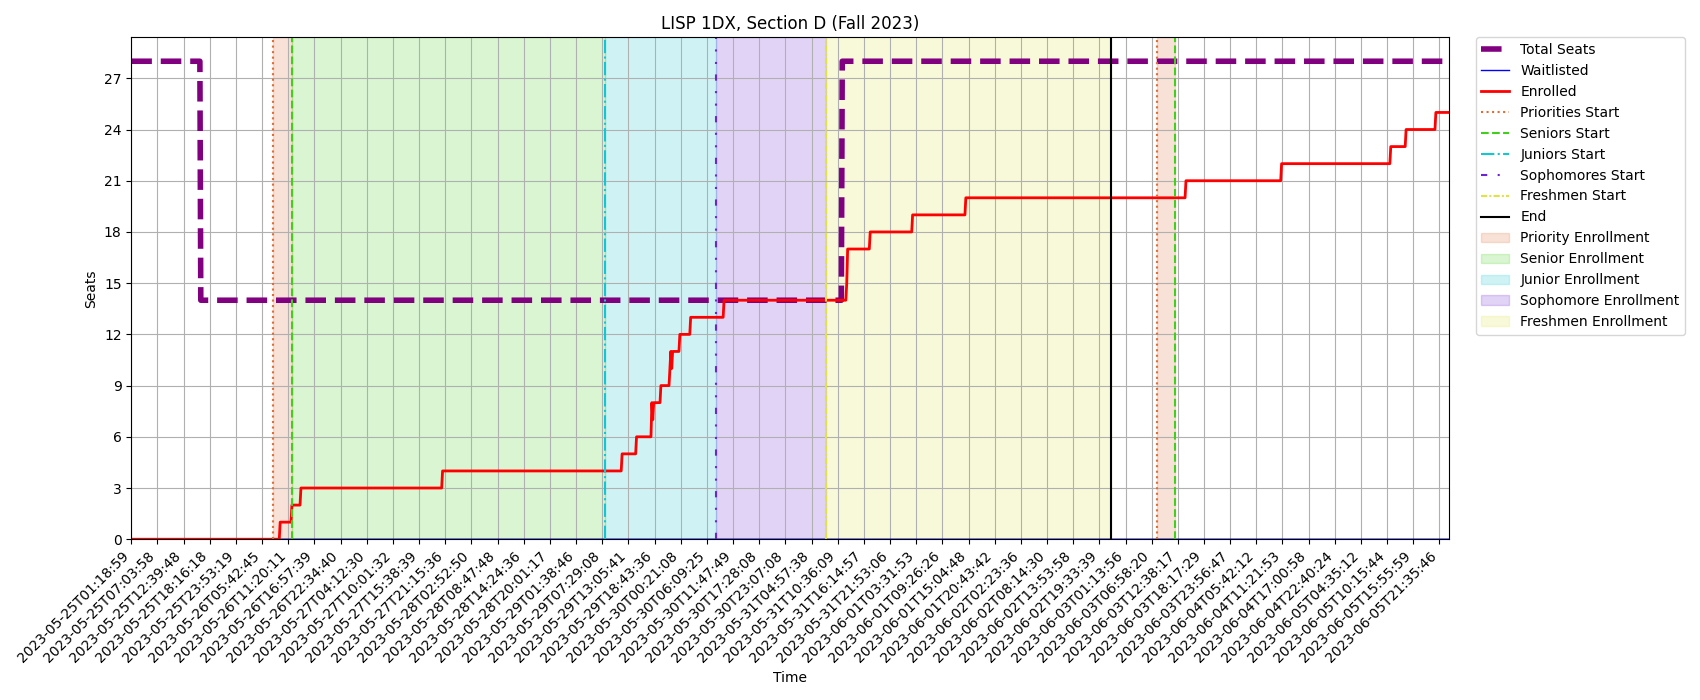 LISP 1DX, Section D (Fall 2023)
Seats
27
24
21
18
15
12
9
6
3
0
2023-05-25T01:18:59
2023-05-25T07:03:58
2023-05-25T12:39:48
2023-05-25T18:16:18
2023-05-25T23:53:19
2023-05-26T05:42:45
2023-05-26T11:20:11
2023-05-26T16:57:39
2023-05-26T22:34:40
2023-05-27T04:12:30
2023-05-27T10:01:32
2023-05-27T15:38:39
2023-05-27T21:15:36
2023-05-28T02:52:50
2023-05-28T08:47:48
2023-05-28T14:24:36
2023-05-28T20:01:17
2023-05-29T01:38:46
2023-05-29T07:29:08
2023-05-29T13:05:41
2023-05-29T18:43:36
2023-05-30T00:21:08
2023-05-30T06:09:25
2023-05-30T11:47:49
2023-05-30T17:28:08
2023-05-30T23:07:08
2023-05-31T04:57:38
2023-05-31T10:36:09
2023-05-31T16:14:57
2023-05-31T21:53:06
2023-06-01T03:31:53
2023-06-01T09:26:26
2023-06-01T15:04:48
2023-06-01T20:43:42
2023-06-02T02:23:36
2023-06-02T08:14:30
2023-06-02T13:53:58
2023-06-02T19:33:39
2023-06-03T01:13:56
2023-06-03T06:58:20
2023-06-03T12:38:17
2023-06-03T18:17:29
2023-06-03T23:56:47
2023-06-04T05:42:12
2023-06-04T11:21:53
2023-06-04T17:00:58
2023-06-04T22:40:24
2023-06-05T04:35:12
2023-06-05T10:15:44
2023-06-05T15:55:59
2023-06-05T21:35:46
Time
Total Seats
Waitlisted
Enrolled
Priorities Start
Seniors Start
Juniors Start
Sophomores Start
Freshmen Start
End
Priority Enrollment
Senior Enrollment
Junior Enrollment
Sophomore Enrollment
Freshmen Enrollment